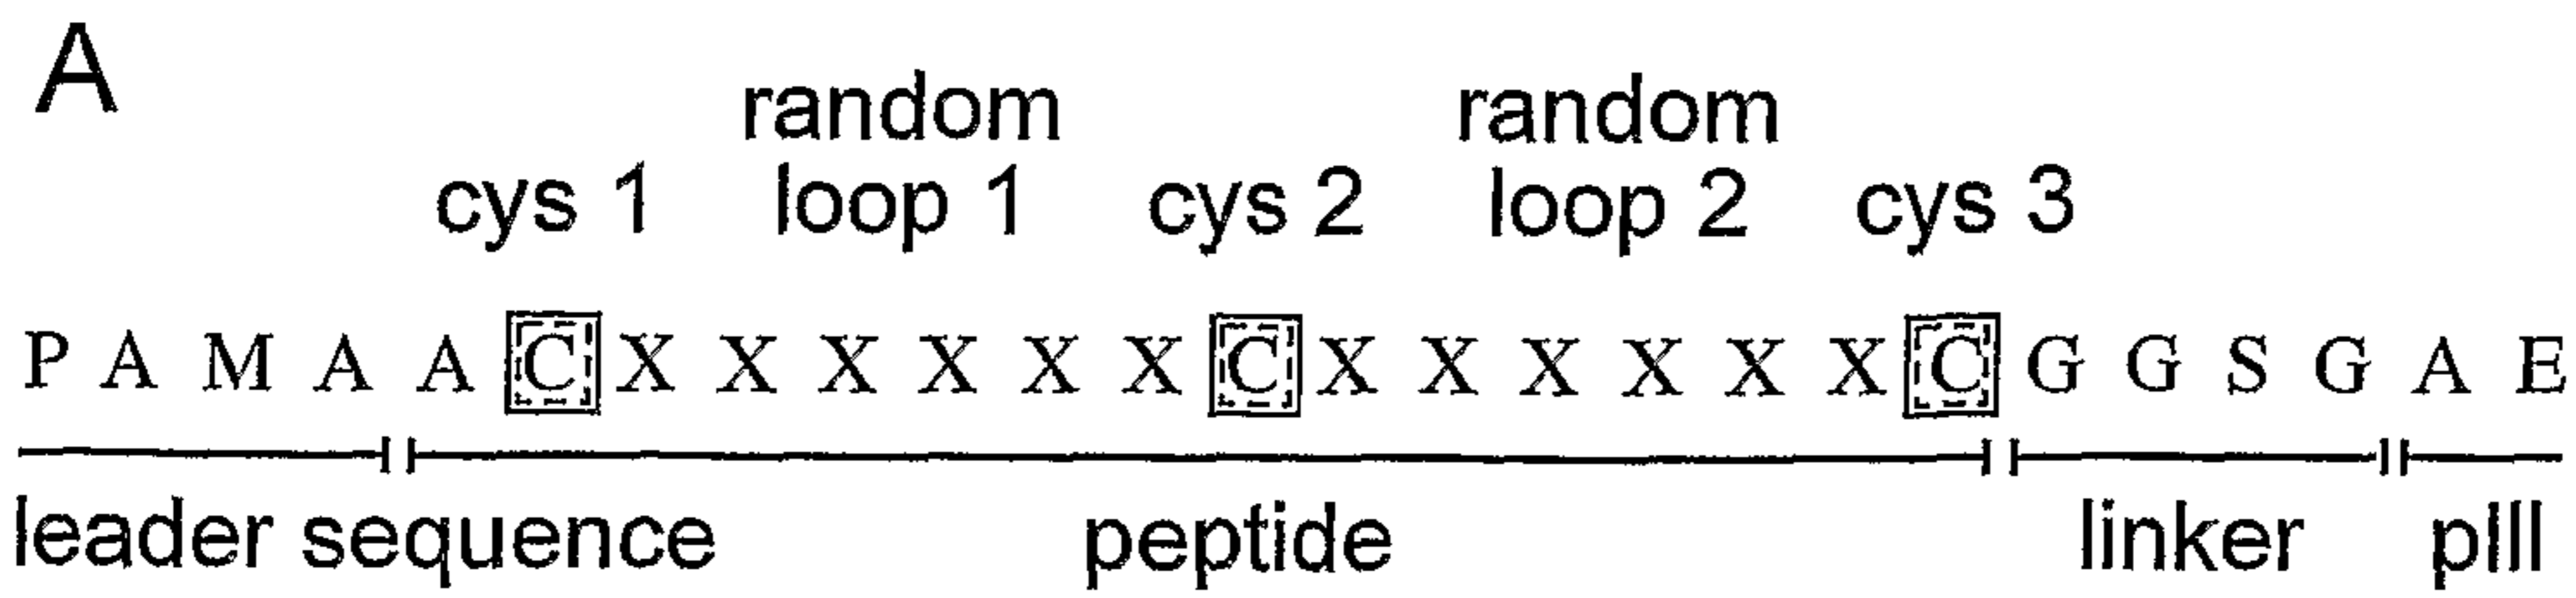 A
random random
cys 1 loop 1 cys 2 loop 2 cys 3
P A M A A C X X X X X X C X X X X X X C G G S G A E
leader sequence peptide linker pIII